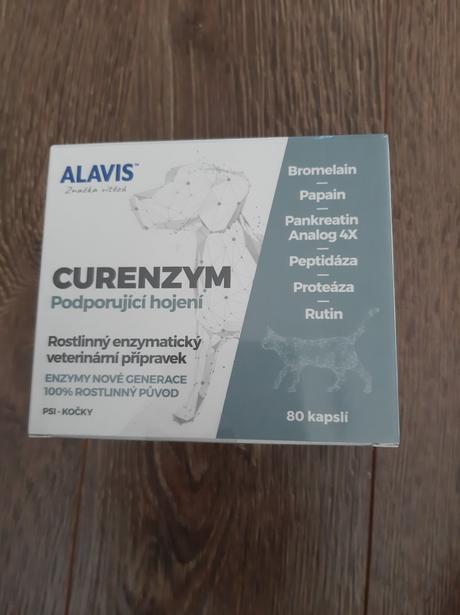 ALAVIS™
Značka vítězů
CURENZYM
Podporující hojení
Rostlinný enzymatický
veterinární přípravek
ENZYMY NOVÉ GENERACE
100% ROSTLINNÝ PŮVOD
PSI - KOČKY
Bromelain
Papain
Pankreatin
Analog 4X
Peptidáza
Proteáza
Rutin
80 kapslí